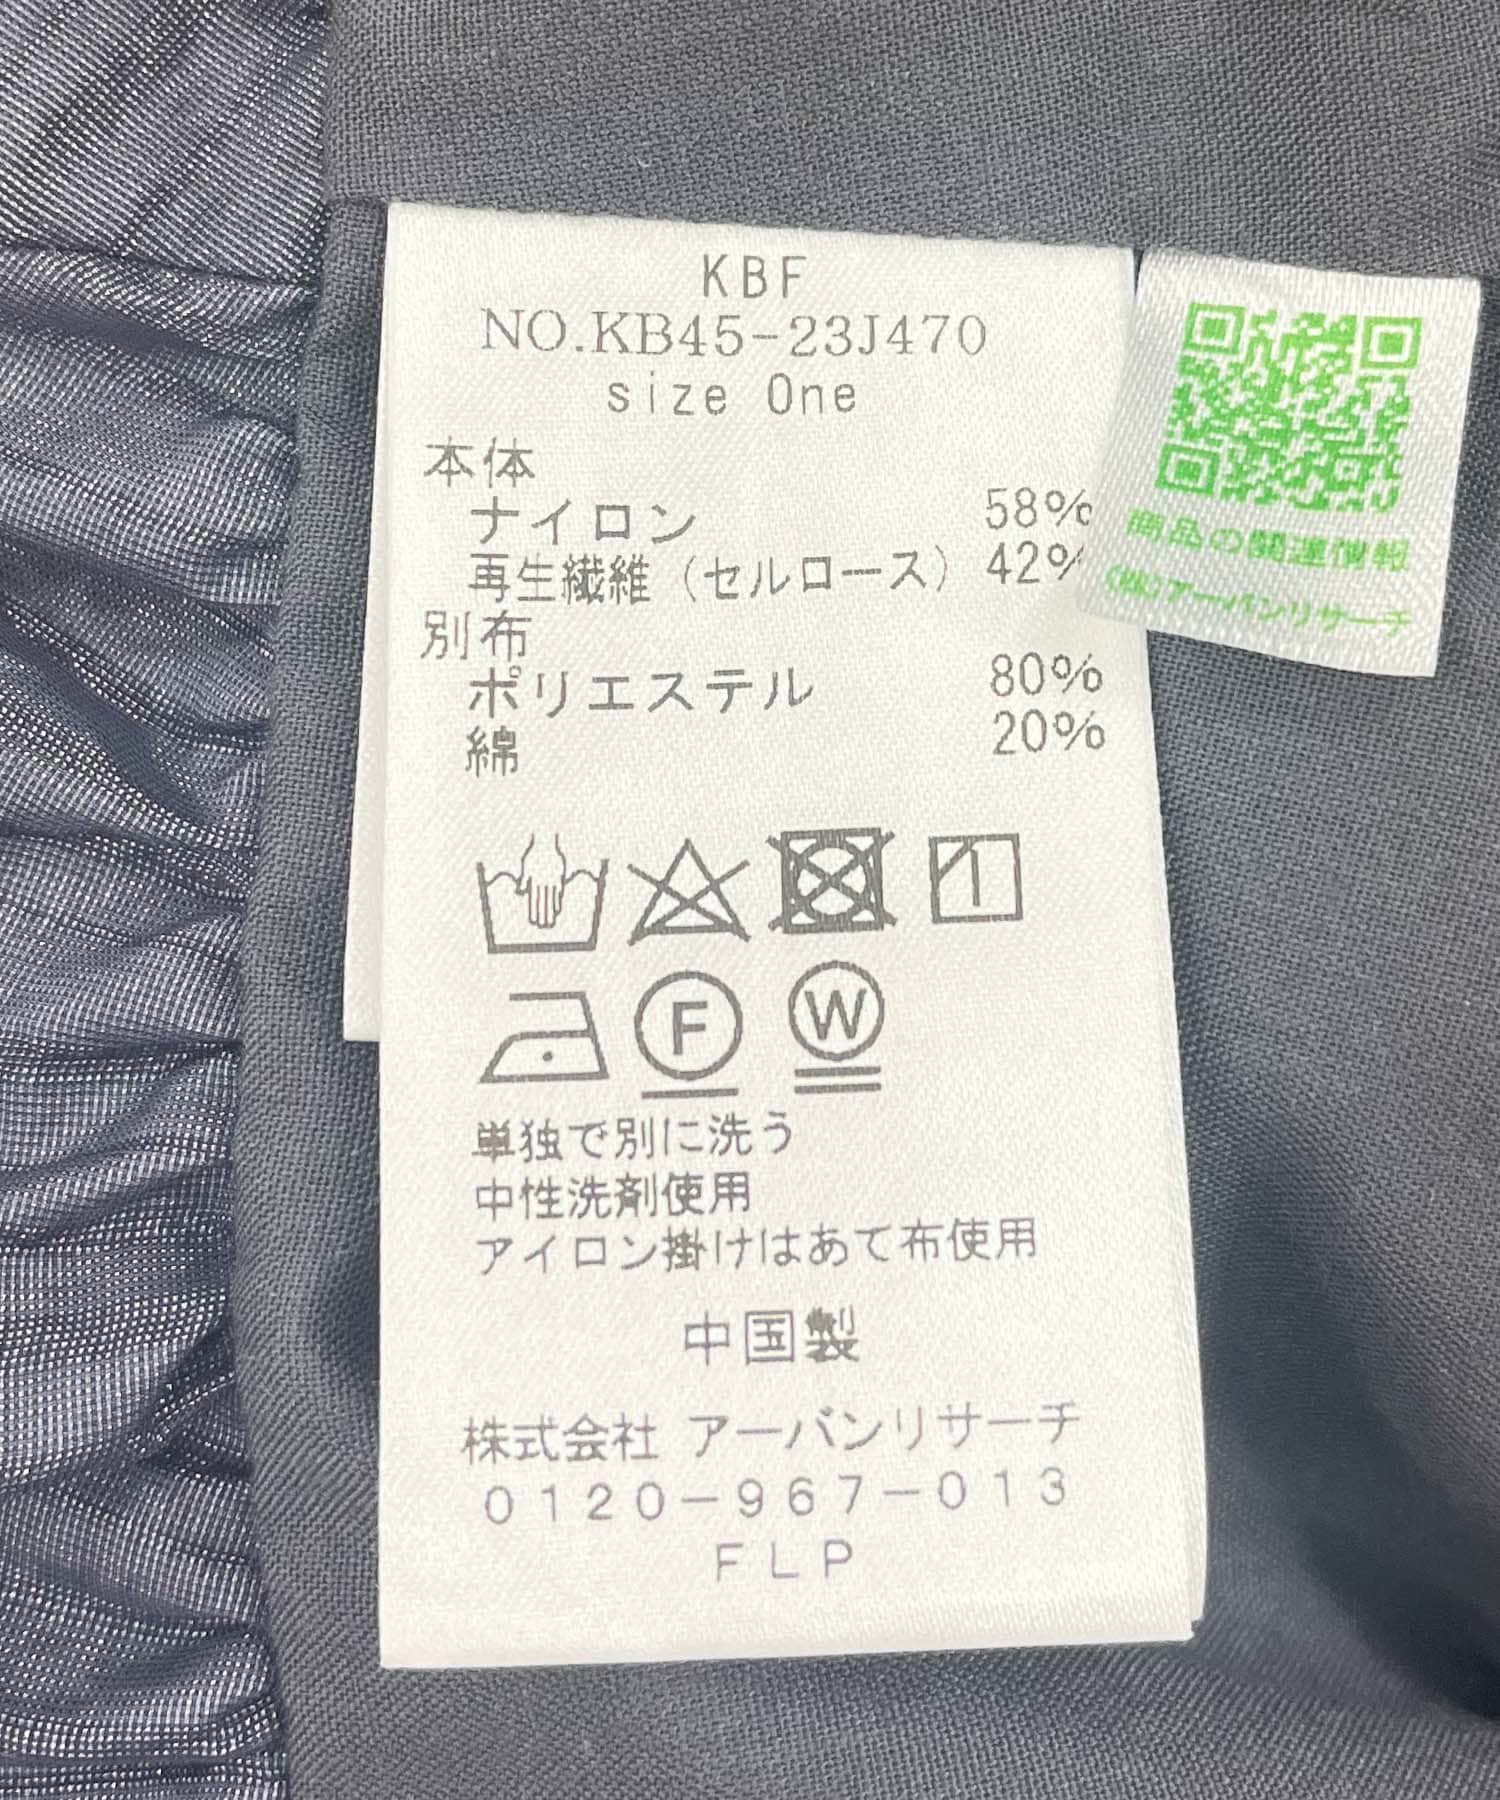 KBF
NO.KB45-23J470
size One
本体
ナイロン 58%
再生繊維（セルロース） 42%
別布
ポリエステル 80%
綿 20%
F
W
単独で別に洗う
中性洗剤使用
アイロン掛けはあて布使用
中国製
株式会社 アーバンリサーチ
0120-967-013
FLP
商品の関連情報
(株)アーバンリサーチ